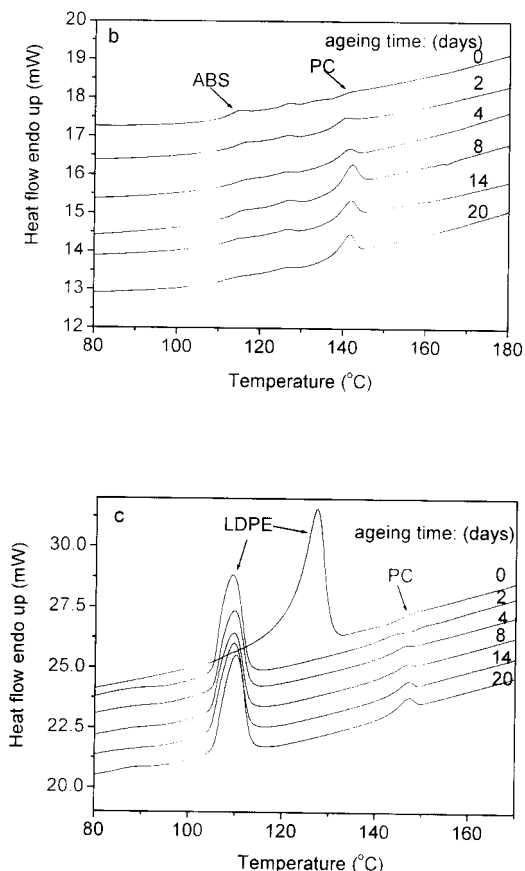 b
ageing time: (days)
ABS
PC
0
2
4
8
14
20
Heat flow endo up (mW)
20
19
18
17
16
15
14
13
12
80 100 120 140 160 180
Temperature (°C)
c
LDPE
ageing time: (days)
PC
0
2
4
8
14
20
Heat flow endo up (mW)
30.0
27.5
25.0
22.5
20.0
80 100 120 140 160
Temperature (°C)